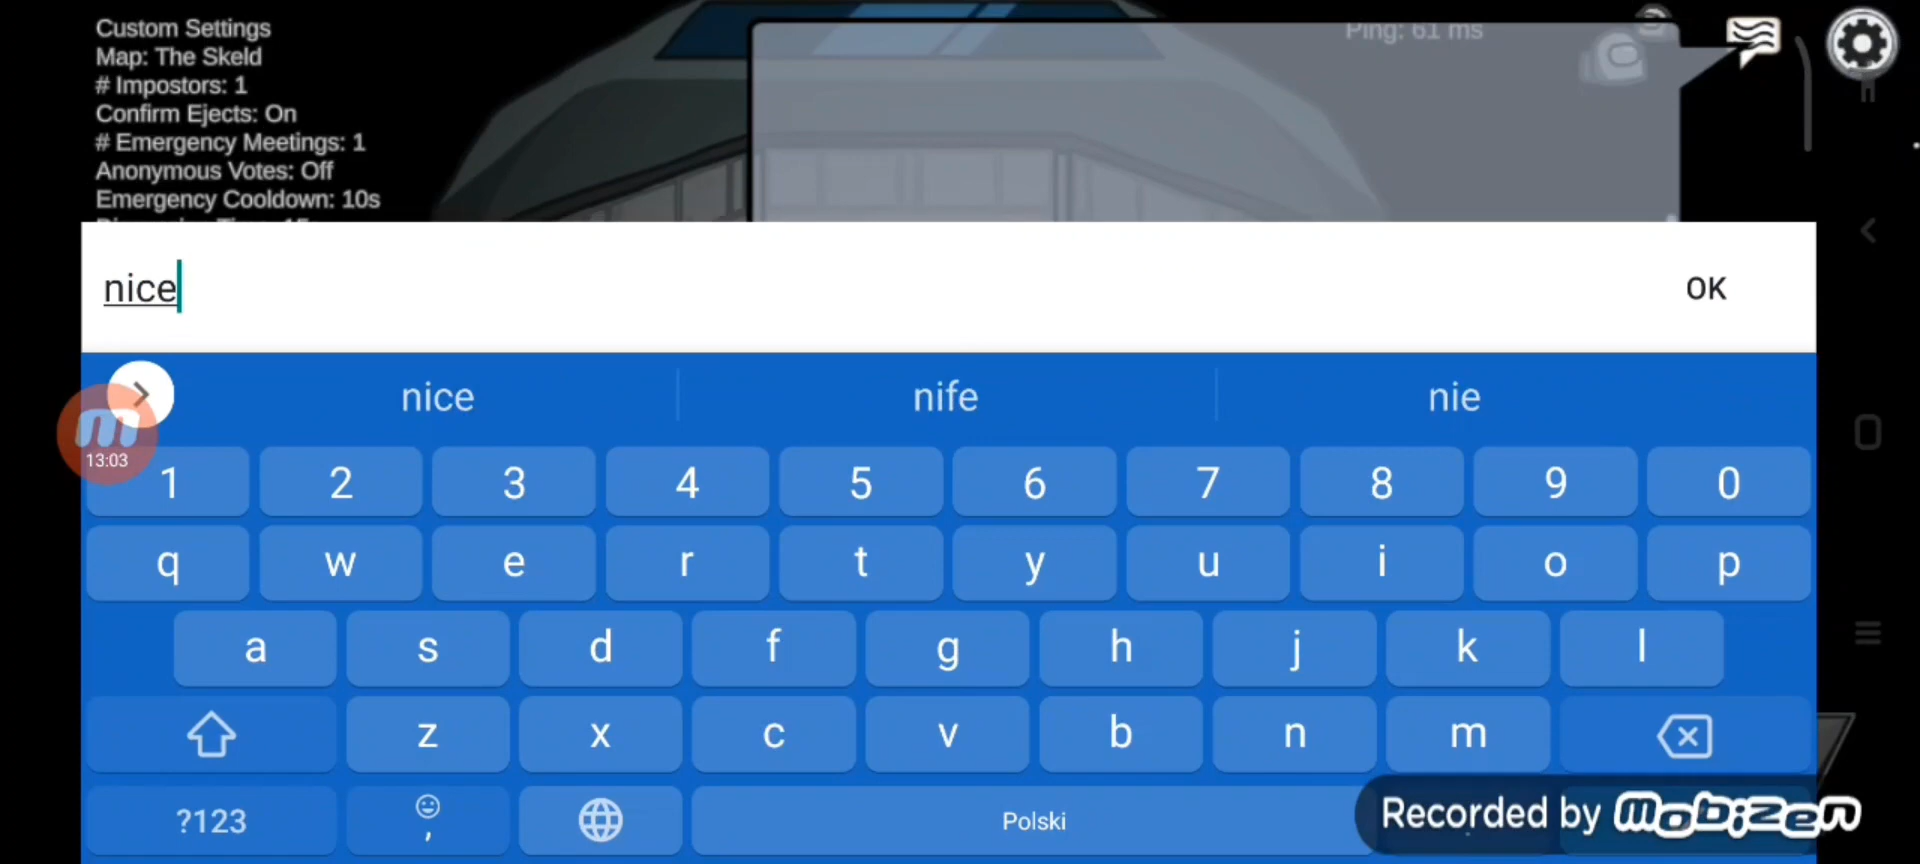 Custom Settings
Map: The Skeld
# Impostors: 1
Confirm Ejects: On
# Emergency Meetings: 1
Anonymous Votes: Off
Emergency Cooldown: 10s
Ping: 61 ms
nice
OK
nice nife nie
13:03
1 2 3 4 5 6 7 8 9 0
q w e r t y u i o p
a s d f g h j k l
z x c v b n m
?123 , Polski
Recorded by Mobizen